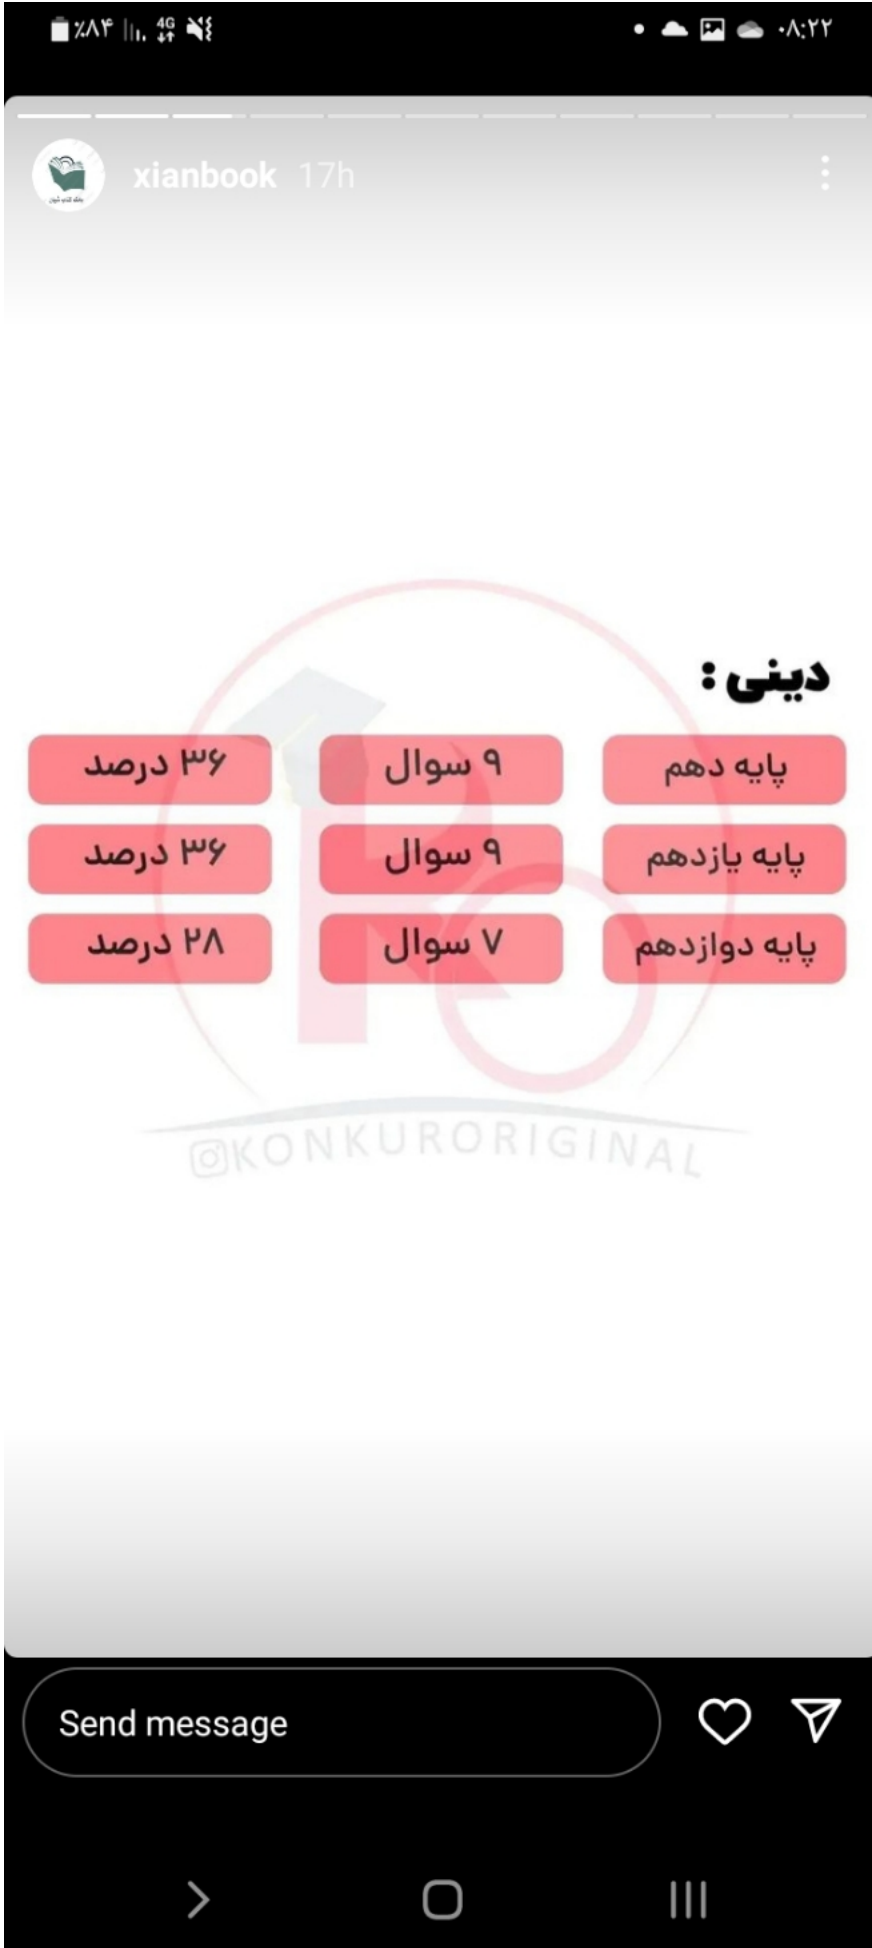 ٪۸۴ 4G ۰۸:۲۲
xianbook 17h
دینی :
پایه دهم ۹ سوال ۳۶ درصد
پایه یازدهم ۹ سوال ۳۶ درصد
پایه دوازدهم ۷ سوال ۲۸ درصد
KONKURORIGINAL
Send message